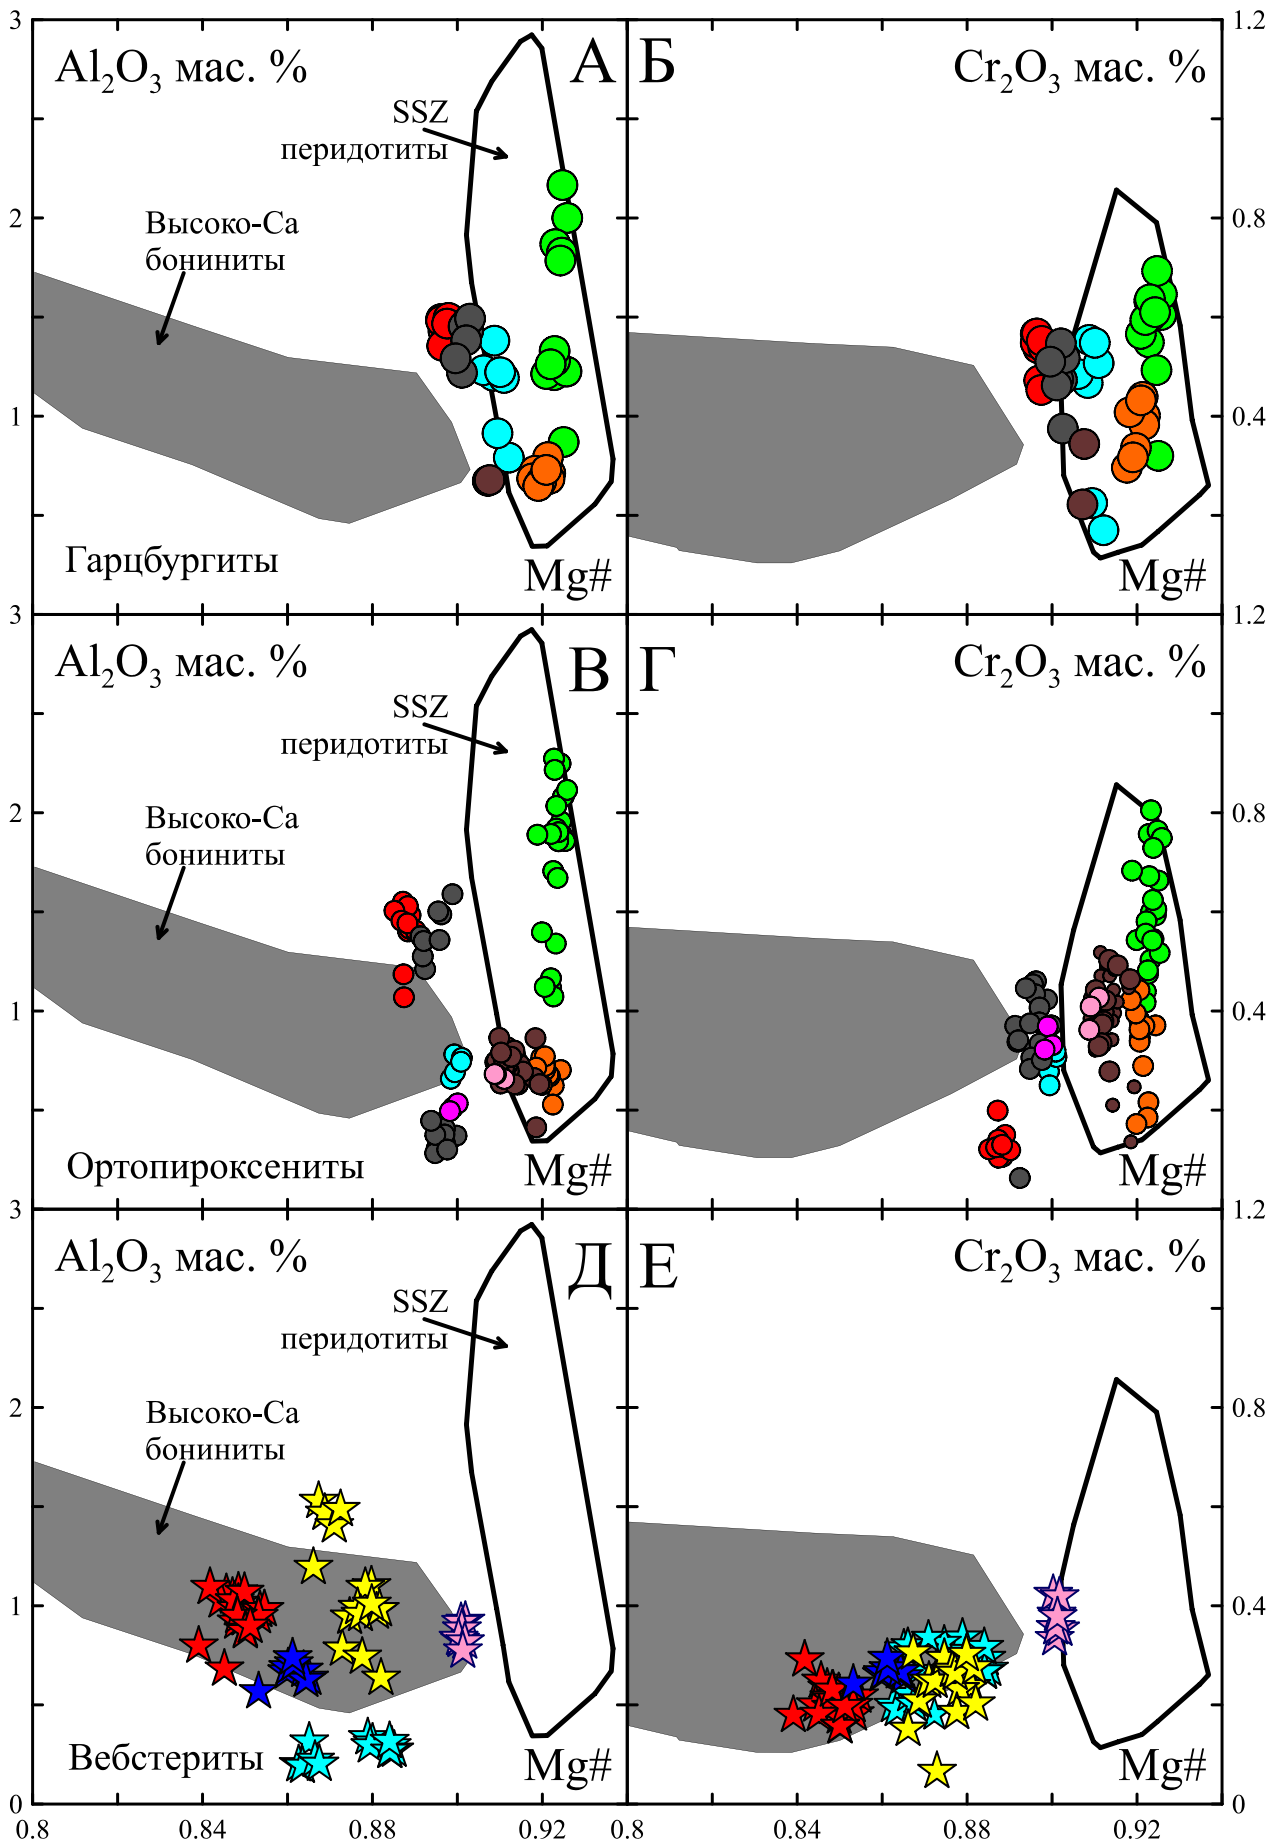 3
Al₂O₃ мас. %
А
SSZ
перидотиты
Высоко-Са
бониниты
2
1
Гарцбургиты
Mg#
Б
Cr₂O₃ мас. %
1.2
0.8
0.4
Mg#
3
Al₂O₃ мас. %
В
SSZ
перидотиты
Высоко-Са
бониниты
2
1
Ортопироксениты
Mg#
Г
Cr₂O₃ мас. %
1.2
0.8
0.4
Mg#
3
Al₂O₃ мас. %
Д
SSZ
перидотиты
Высоко-Са
бониниты
2
1
Вебстериты
Mg#
0
0.8
0.84
0.88
0.92
Е
Cr₂O₃ мас. %
1.2
0.8
0.4
Mg#
0
0.8
0.84
0.88
0.92